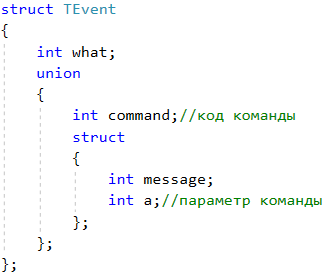 struct TEvent
{
    int what;
    union
    {
        int command;//код команды
        struct
        {
            int message;
            int a;//параметр команды
        };
    };
};